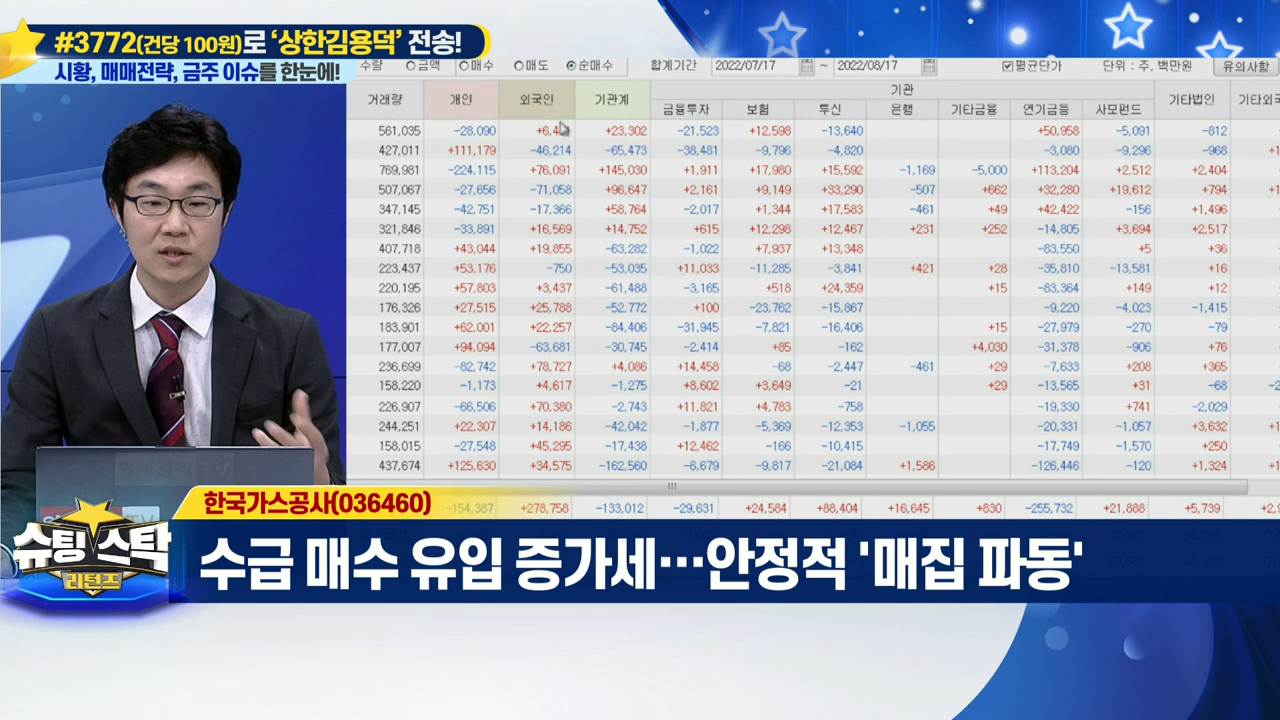 #3772(건당 100원)로 '상한김용덕' 전송!
시황, 매매전략, 금주 이슈를 한눈에!
수량 금액 매수 매도 순매수 합계기간 2022/07/17 ~ 2022/08/17 평균단가 단위 : 주, 백만원 유의사항
거래량 개인 외국인 기관계 기관 기타법인 기타외국
금융투자 보험 투신 은행 기타금융 연기금등 사모펀드
561,035 -28,090 +23,302 -21,523 +12,598 -13,640 +50,958 -5,091 -812
427,011 +111,179 -46,214 -65,473 -38,481 -9,796 -4,820 -3,080 -9,296 -968
769,981 -224,115 +76,091 +145,030 +1,911 +17,980 +15,592 -1,169 -5,000 +113,204 +2,512 +2,404
507,067 -27,656 -71,058 +96,647 +2,161 +9,149 +33,290 -507 +662 +32,280 +19,612 +794
347,145 -42,751 -17,366 +58,764 -2,017 +1,344 +17,583 -461 +49 +42,422 -156 +1,496
321,846 -33,891 +16,569 +14,752 +615 +12,298 +12,467 +231 +252 -14,805 +3,694 +2,517
407,718 +43,044 +19,855 -63,282 -1,022 +7,937 +13,348 -83,550 +5 +36
223,437 +53,176 -750 -53,035 +11,033 -11,285 -3,841 +421 +28 -35,810 -13,581 +16
220,195 +57,803 +3,437 -61,488 -3,165 +518 +24,359 +15 -83,364 +149 +12
176,326 +27,515 +25,788 -52,772 +100 -23,762 -15,867 -9,220 -4,023 -1,415
183,901 +62,001 +22,257 -84,406 -31,945 -7,821 -16,406 +15 -27,979 -270 -79
177,007 +94,094 -63,681 -30,745 -2,414 +85 -162 +4,030 -31,378 -906 +76
236,699 -82,742 +78,727 +4,086 +14,458 -68 -2,447 -461 +29 -7,633 +208 +365
158,220 -1,173 +4,617 -1,275 +8,602 +3,649 -21 +29 -13,565 +31 -68
226,907 -66,506 +70,380 -2,743 +11,821 +4,783 -758 -19,330 +741 -2,029
244,251 +22,307 +14,186 -42,042 -1,877 -5,369 -12,353 -1,055 -20,331 -1,057 +3,632
158,015 -27,548 +45,295 -17,438 +12,462 -166 -10,415 -17,749 -1,570 +250
437,674 +125,630 +34,575 -162,560 -6,679 -9,817 -21,084 +1,586 -126,446 -120 +1,324
-154,387 +278,758 -133,012 -29,631 +24,584 +88,404 +16,645 +830 -255,732 +21,888 +5,739
한국가스공사(036460)
슈팅 스탁
리턴즈
수급 매수 유입 증가세…안정적 '매집 파동'